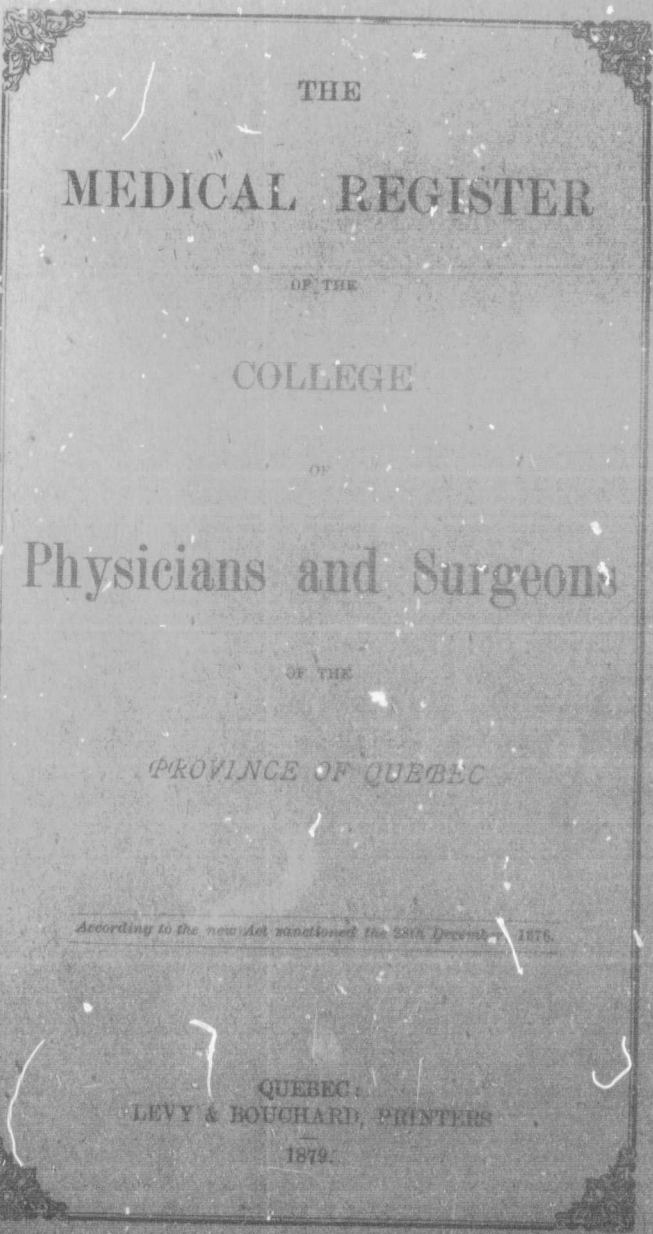 THE
MEDICAL REGISTER
OF THE
COLLEGE
OF
Physicians and Surgeons
OF THE
PROVINCE OF QUEBEC
According to the new Act sanctioned the 28th December 1876.
QUEBEC:
LEVY & BOUCHARD, PRINTERS
1879.